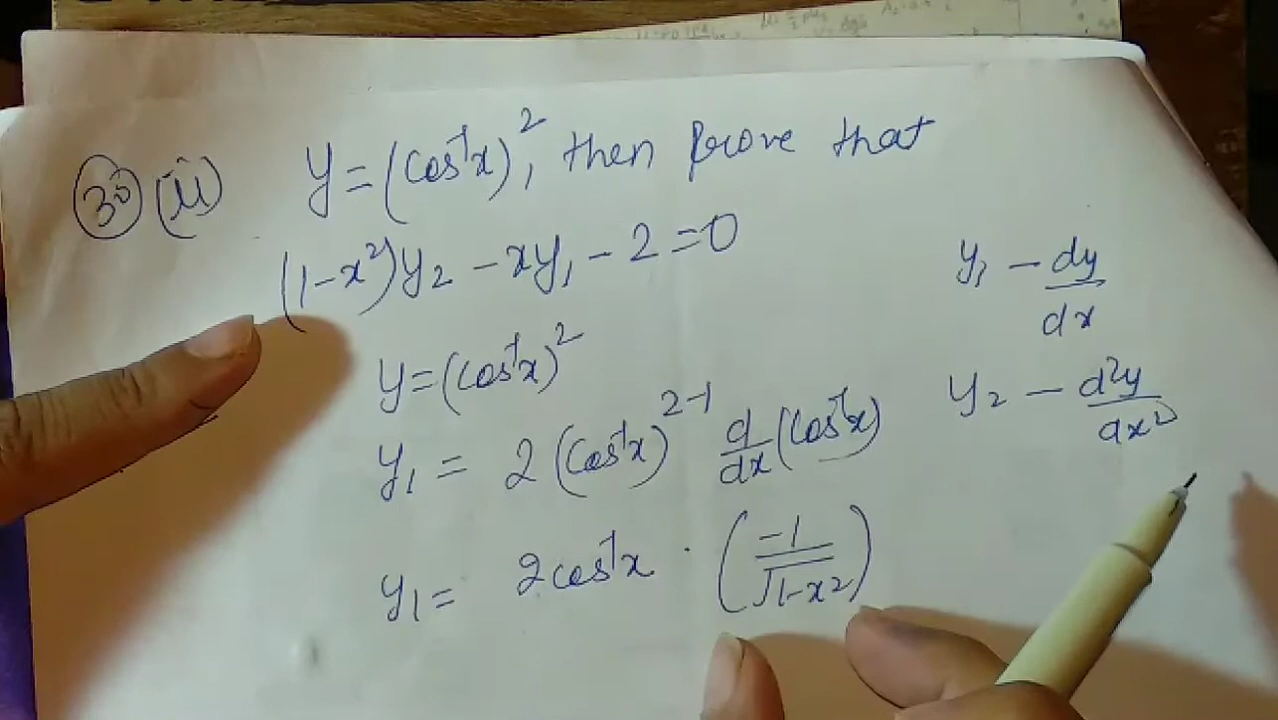 30 (ii) y = (cos⁻¹x)², then prove that
(1-x²)y₂ - xy₁ - 2 = 0
y = (cos⁻¹x)²
y₁ = 2 (cos⁻¹x)²⁻¹ d/dx (cos⁻¹x)
y₁ = 2cos⁻¹x · (-1/√1-x²)
y₁ - dy/dx
y₂ - d²y/dx²